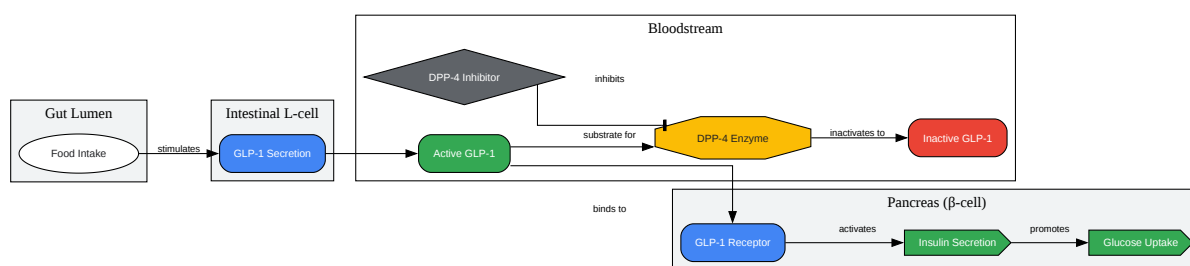 Bloodstream
DPP-4 Inhibitor
inhibits
Gut Lumen
Intestinal L-cell
Food Intake
stimulates
GLP-1 Secretion
Active GLP-1
substrate for
DPP-4 Enzyme
inactivates to
Inactive GLP-1
binds to
Pancreas (β-cell)
GLP-1 Receptor
activates
Insulin Secretion
promotes
Glucose Uptake